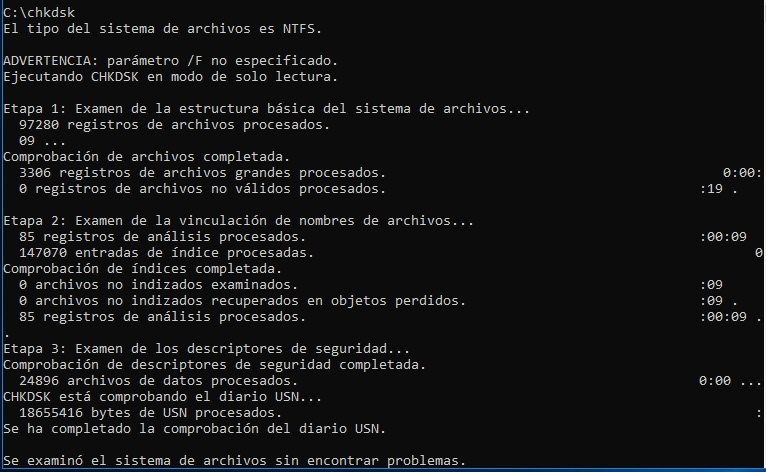 C:\chkdsk
El tipo del sistema de archivos es NTFS.
ADVERTENCIA: parámetro /F no especificado.
Ejecutando CHKDSK en modo de solo lectura.
Etapa 1: Examen de la estructura básica del sistema de archivos...
97280 registros de archivos procesados.
09 ...
Comprobación de archivos completada.
3306 registros de archivos grandes procesados. 0:00:
0 registros de archivos no válidos procesados. :19 .
Etapa 2: Examen de la vinculación de nombres de archivos...
85 registros de análisis procesados. :00:09
147070 entradas de índice procesadas. 0
Comprobación de índices completada.
0 archivos no indizados examinados. :09
0 archivos no indizados recuperados en objetos perdidos. :09 .
85 registros de análisis procesados. :00:09 .
.
Etapa 3: Examen de los descriptores de seguridad...
Comprobación de descriptores de seguridad completada.
24896 archivos de datos procesados. 0:00 ...
CHKDSK está comprobando el diario USN...
18655416 bytes de USN procesados. :
Se ha completado la comprobación del diario USN.
Se examinó el sistema de archivos sin encontrar problemas.